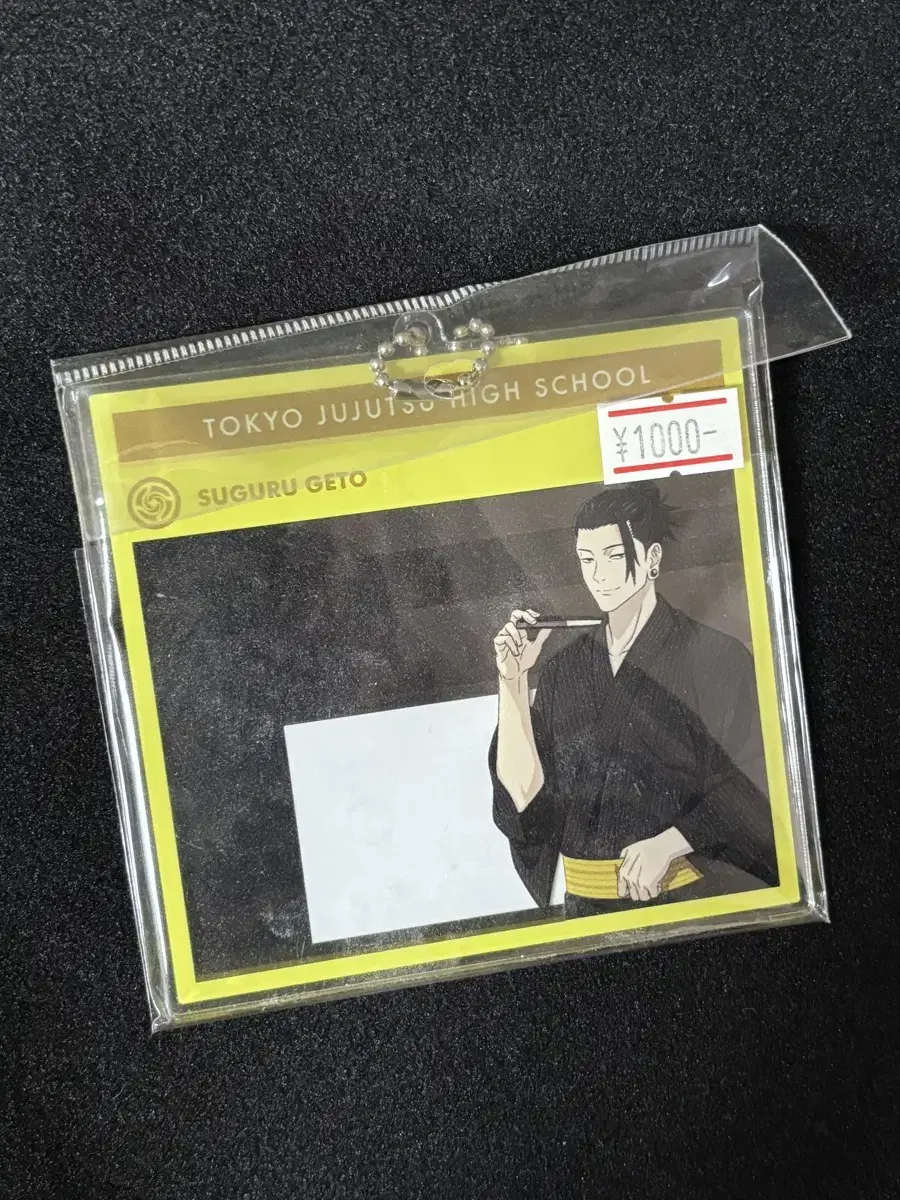 TOKYO JUJUTSU HIGH SCHOOL
¥1000-
SUGURU GETO